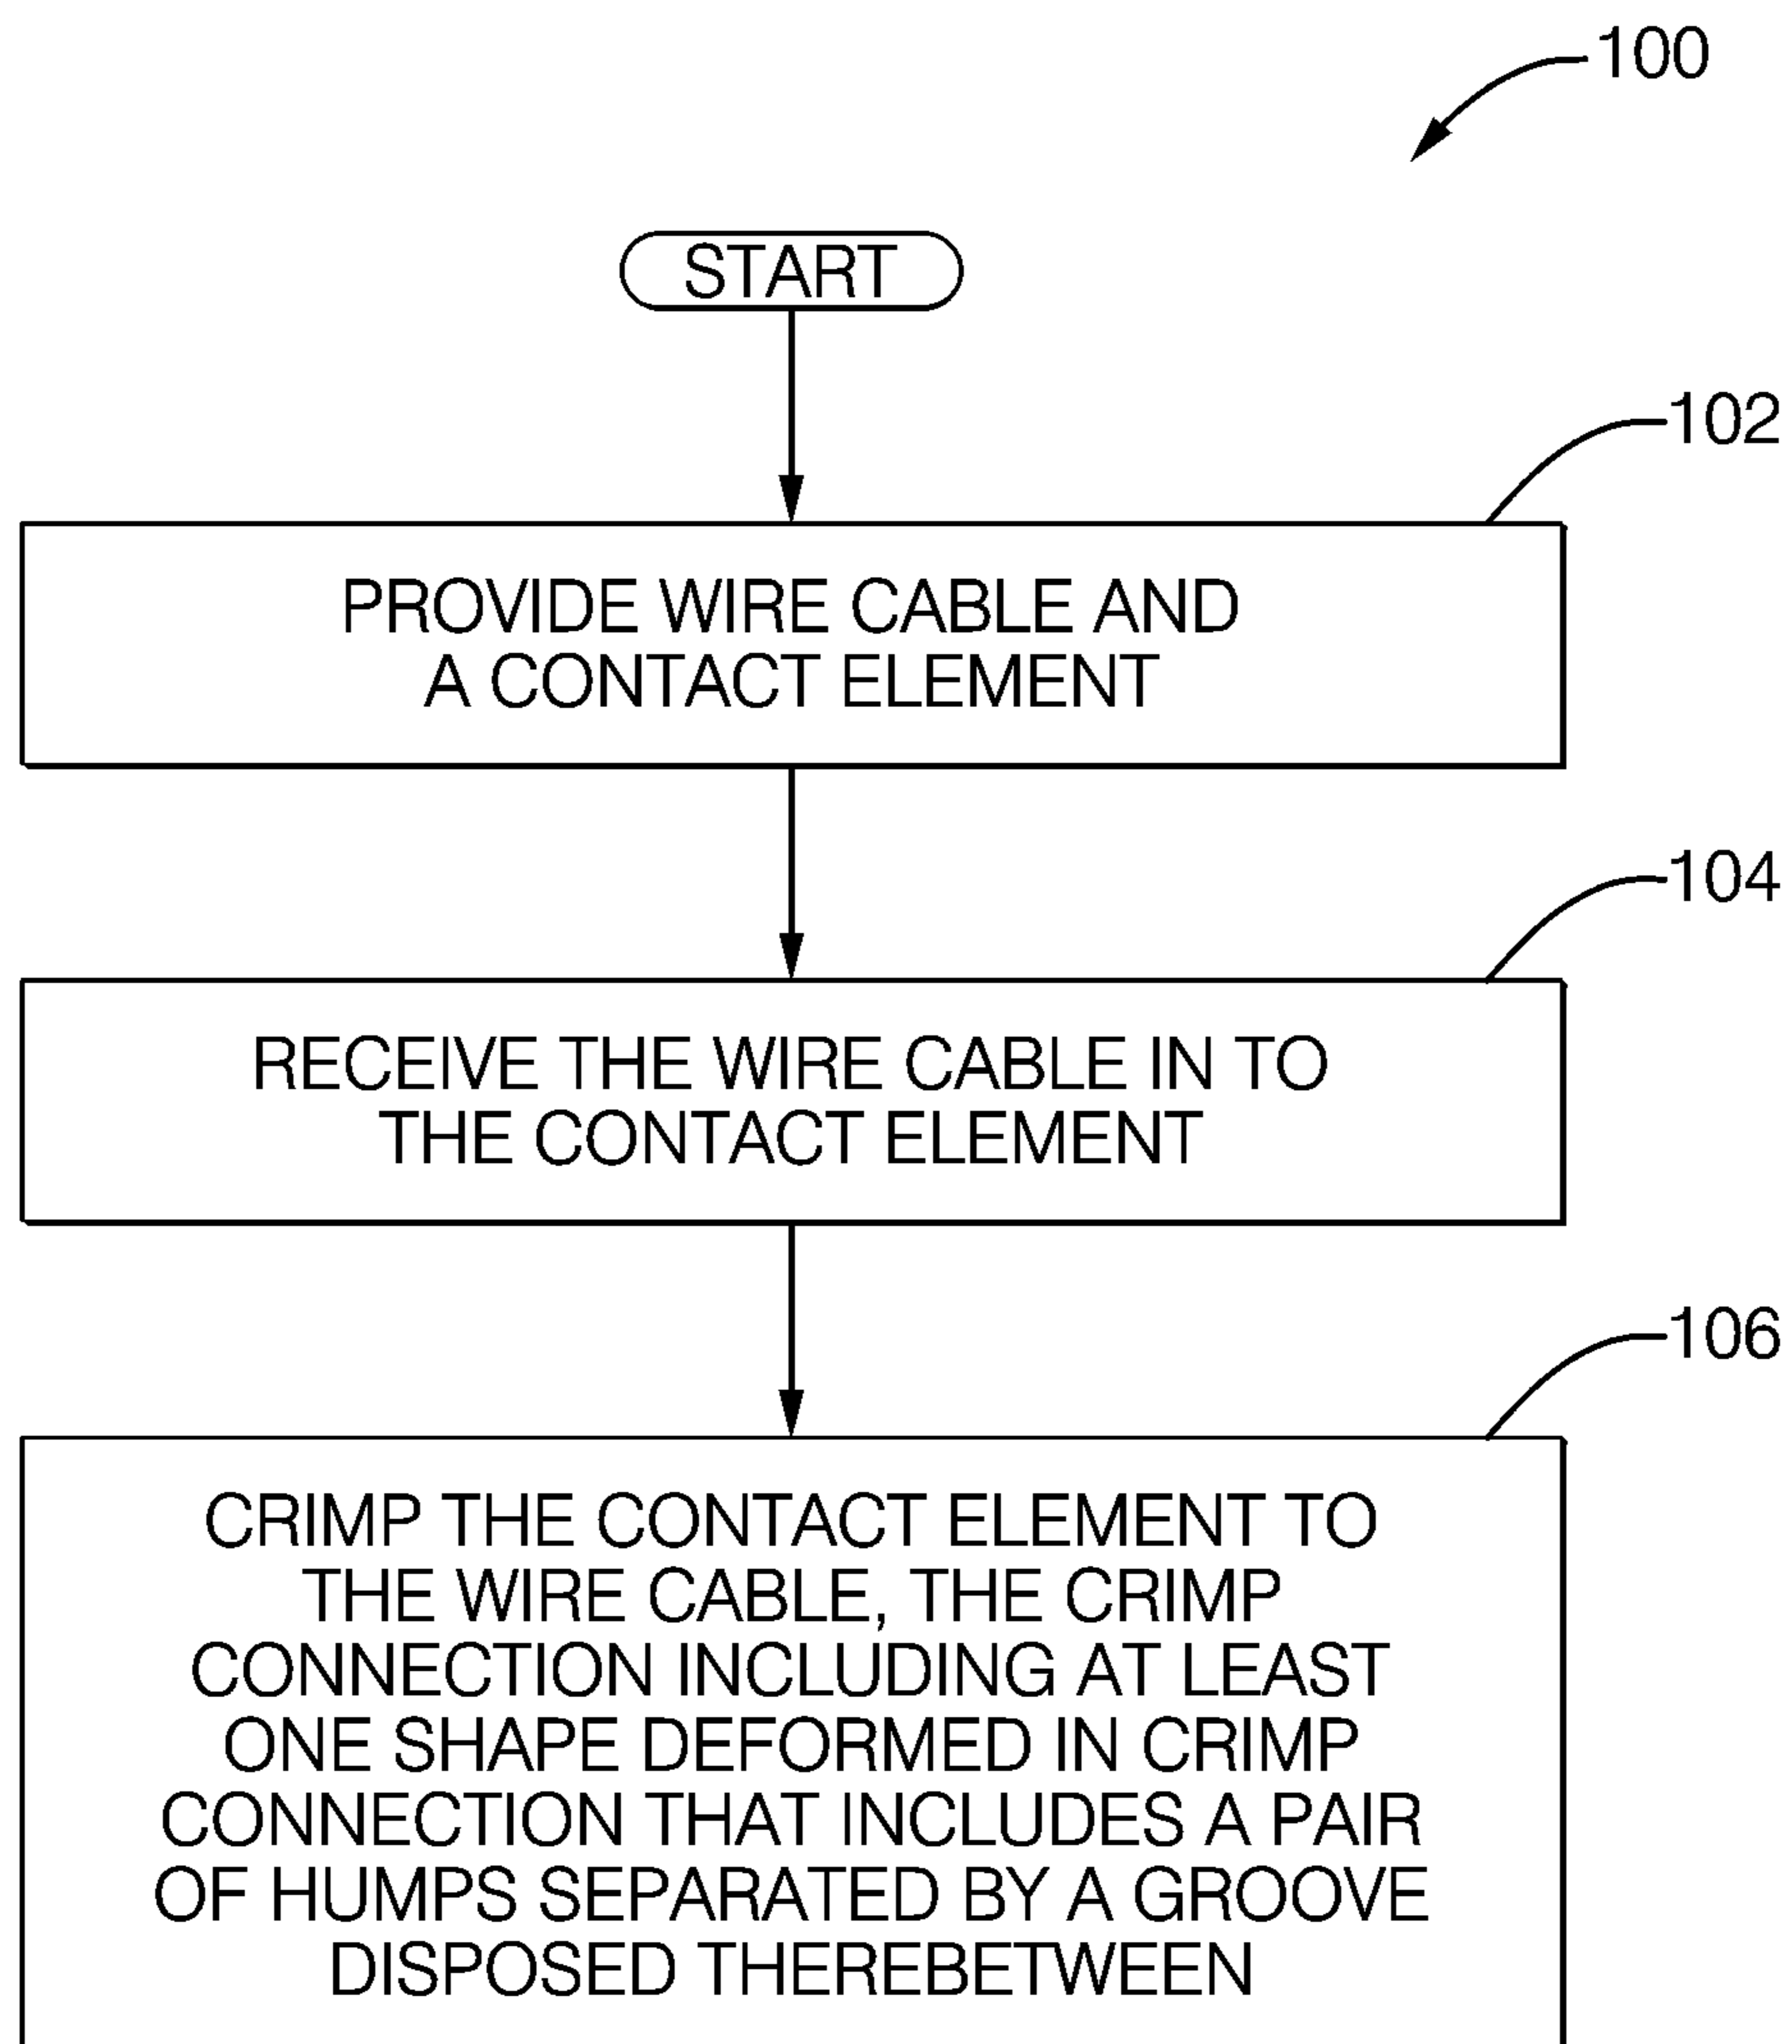 100
START
102
PROVIDE WIRE CABLE AND
A CONTACT ELEMENT
104
RECEIVE THE WIRE CABLE IN TO
THE CONTACT ELEMENT
106
CRIMP THE CONTACT ELEMENT TO
THE WIRE CABLE, THE CRIMP
CONNECTION INCLUDING AT LEAST
ONE SHAPE DEFORMED IN CRIMP
CONNECTION THAT INCLUDES A PAIR
OF HUMPS SEPARATED BY A GROOVE
DISPOSED THEREBETWEEN